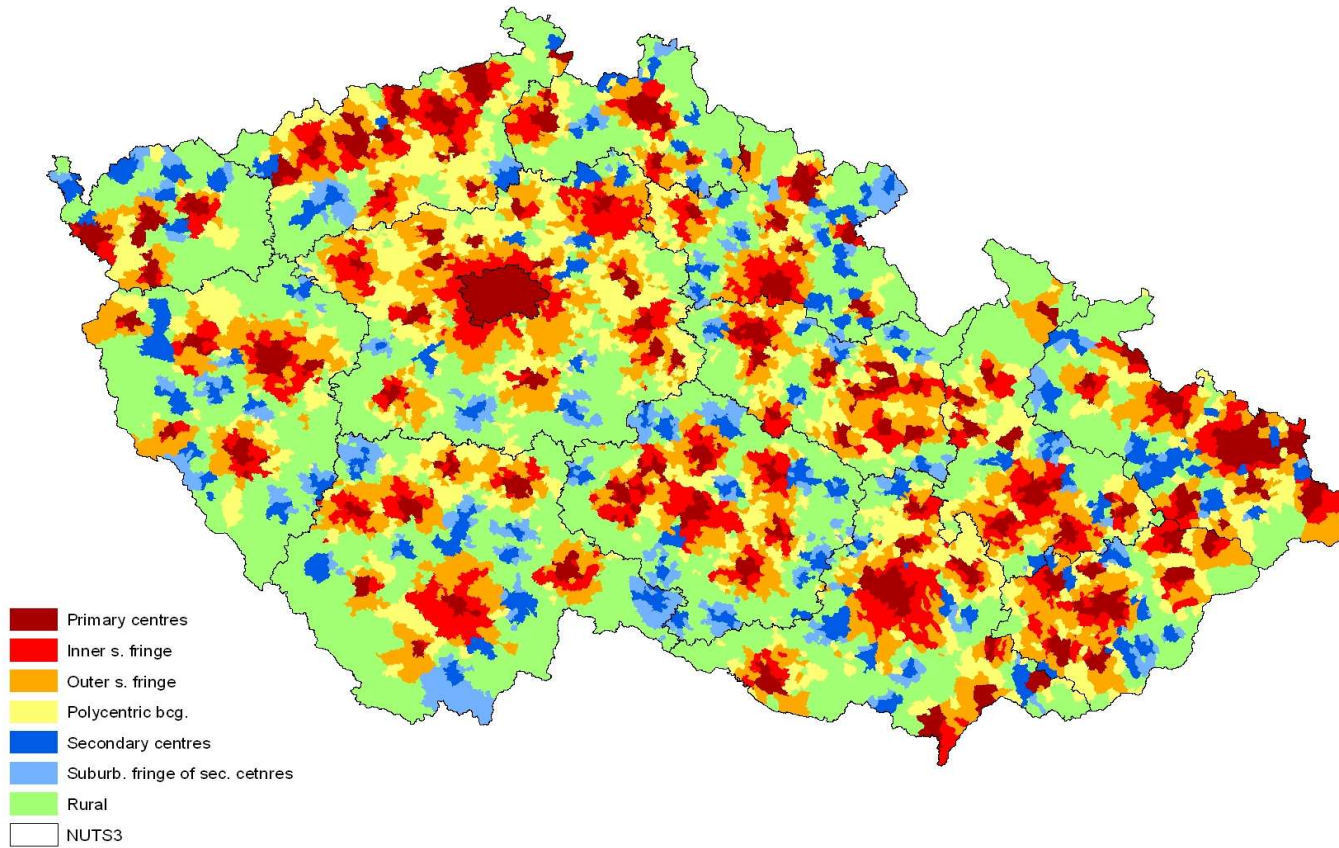 Primary centres
Inner s. fringe
Outer s. fringe
Polycentric bcg.
Secondary centres
Suburb. fringe of sec. cetnres
Rural
NUTS3